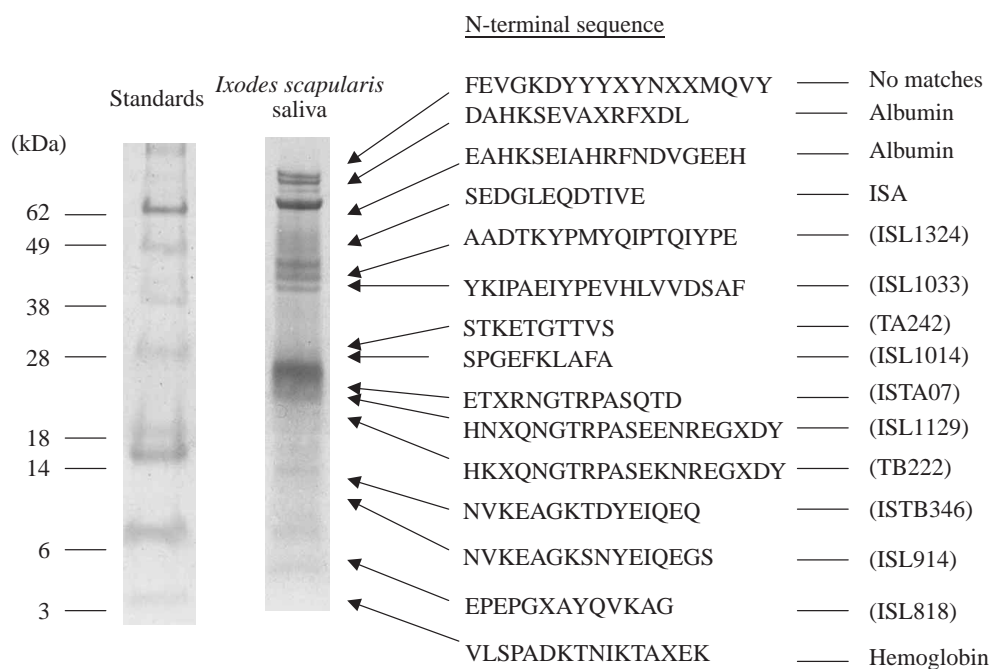 N-terminal sequence
Standards
Ixodes scapularis
saliva
(kDa)
62
49
38
28
18
14
6
3
FEVGKDYYYXYNXXMQVY No matches
DAHKSEVAXRFXDL Albumin
EAHKSEIAHRFNDVGEEH Albumin
SEDGLEQDTIVE ISA
AADTKYPMYQIPTQIYPE (ISL1324)
YKIPAEIYPEVHLVVDSAF (ISL1033)
STKETGTTVS (TA242)
SPGEFKLAFA (ISL1014)
ETXRNGTRPASQTD (ISTA07)
HNXQNGTRPASEENREGXDY (ISL1129)
HKXQNGTRPASEKNREGXDY (TB222)
NVKEAGKTDYEIQEQ (ISTB346)
NVKEAGKSNYEIQEGS (ISL914)
EPEPGXAYQVKAG (ISL818)
VLSPADKTNIKTAXEK Hemoglobin